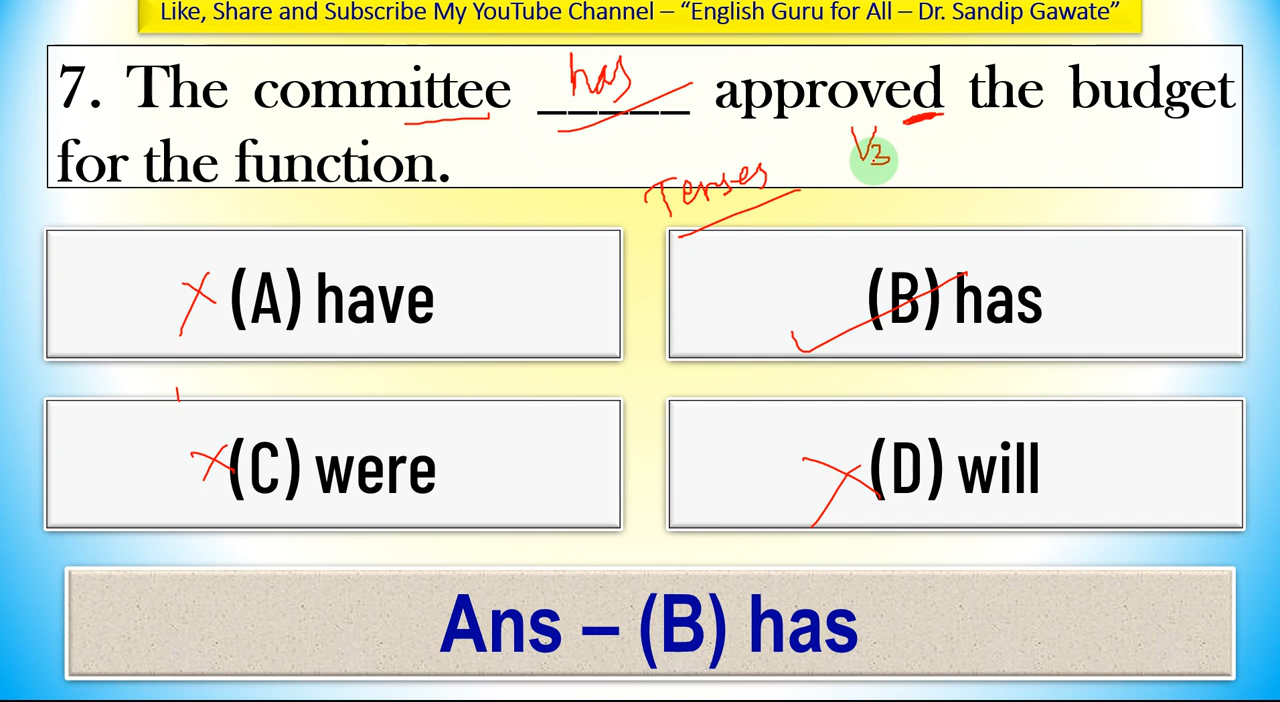 Like, Share and Subscribe My YouTube Channel – “English Guru for All – Dr. Sandip Gawate”
has
7. The committee _____ approved the budget
for the function.
V3
Tenses
(A) have
(B) has
(C) were
(D) will
Ans – (B) has